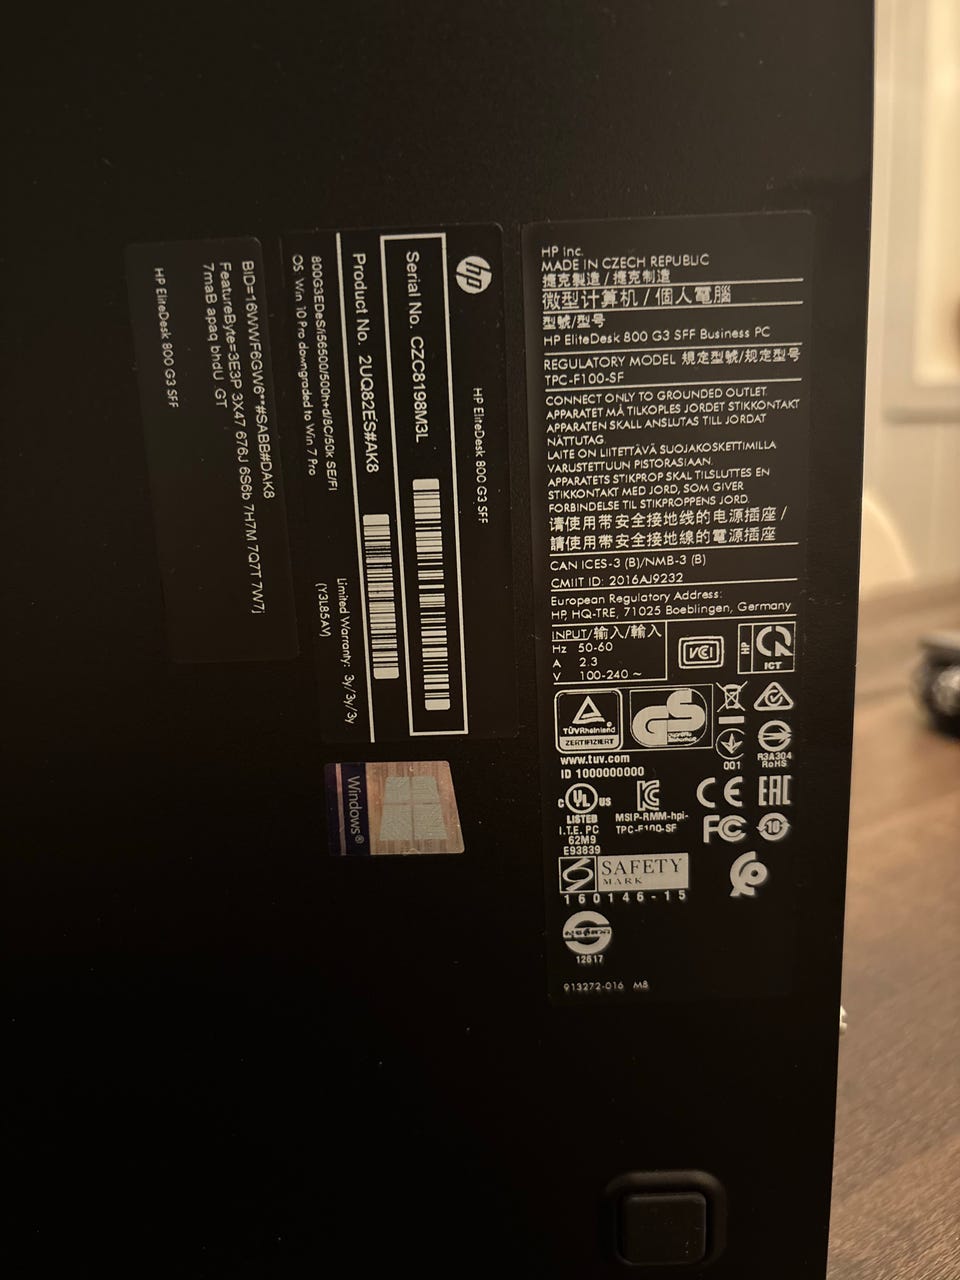 HP Inc.
MADE IN CZECH REPUBLIC
捷克製造 / 捷克制造
微型计算机 / 個人電腦
型號/型号
HP EliteDesk 800 G3 SFF Business PC
REGULATORY MODEL 規定型號/规定型号
TPC-F100-SF
CONNECT ONLY TO GROUNDED OUTLET.
APPARATET MÅ TILKOPLES JORDET STIKKONTAKT
APPARATEN SKALL ANSLUTAS TILL JORDAT
NÄTTUTAG.
LAITE ON LIITETTÄVÄ SUOJAKOSKETTIMILLA
VARUSTETTUUN PISTORASIAAN.
APPARATETS STIKPROP SKAL TILSLUTTES EN
STIKKONTAKT MED JORD, SOM GIVER
FORBINDELSE TIL STIKPROPPENS JORD.
请使用带安全接地线的电源插座 /
請使用帶安全接地線的電源插座
CAN ICES-3 (B)/NMB-3 (B)
CMIIT ID: 2016AJ9232
European Regulatory Address:
HP, HQ-TRE, 71025 Boeblingen, Germany
INPUT/输入/輸入
Hz 50-60
A 2.3
V 100-240 ~
VCI
HP
ICT
TÜVRheinland
ZERTIFIZIERT
GS
www.tuv.com
ID 1000000000
001
R3A304
RoHS
c UL us
LISTED
I.T.E. PC
62M9
E93839
MSIP-RMM-hpi-
TPC-F100-SF
CE
EAC
FC
10
SAFETY
MARK
160146-15
12617
913272-016 M8
hp
HP EliteDesk 800 G3 SFF
Serial No. CZC8198M3L
Product No. 2UQ82ES#AK8
Limited Warranty: 3y/3y/3y
(Y3L85AV)
800G3EDeS/i56500/500h+d/8C/50k SE/FI
OS: Win 10 Pro downgraded to Win 7 Pro
BID=16WWF6GW6**#SABB#DAK8
FeatureByte=3E3P 3X47 676J 6S6b 7H7M 7Q7T 7W7j
7maB apaq bhdU .GT
HP EliteDesk 800 G3 SFF
Windows®